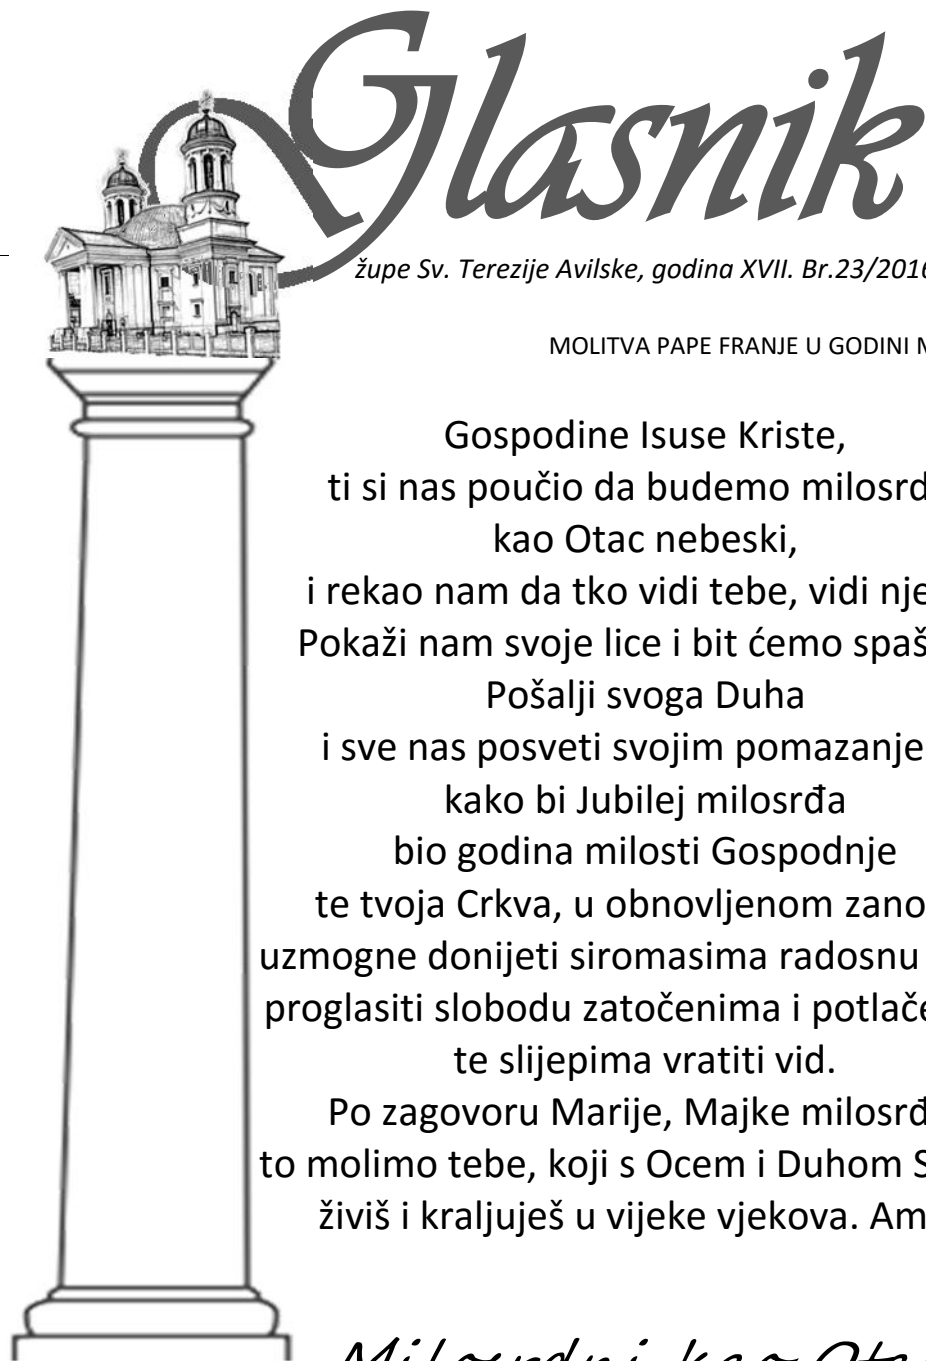 Glasnik
župe Sv. Terezije Avilske, godina XVII. Br.23/2016
MOLITVA PAPE FRANJE U GODINI
Gospodine Isuse Kriste,
ti si nas poučio da budemo
kao Otac nebeski,
i rekao nam da tko vidi tebe, vidi
Pokaži nam svoje lice i bit ćemo
Pošalji svoga Duha
i sve nas posveti svojim
kako bi Jubilej milosrđa
bio godina milosti Gospodnje
te tvoja Crkva, u obnovljenom
uzmogne donijeti siromasima radosnu
proglasiti slobodu zatočenima i
te slijepima vratiti vid.
Po zagovoru Marije, Majke
to molimo tebe, koji s Ocem i Duhom
živiš i kraljuješ u vijeke vjekova.
Milosrdni kao